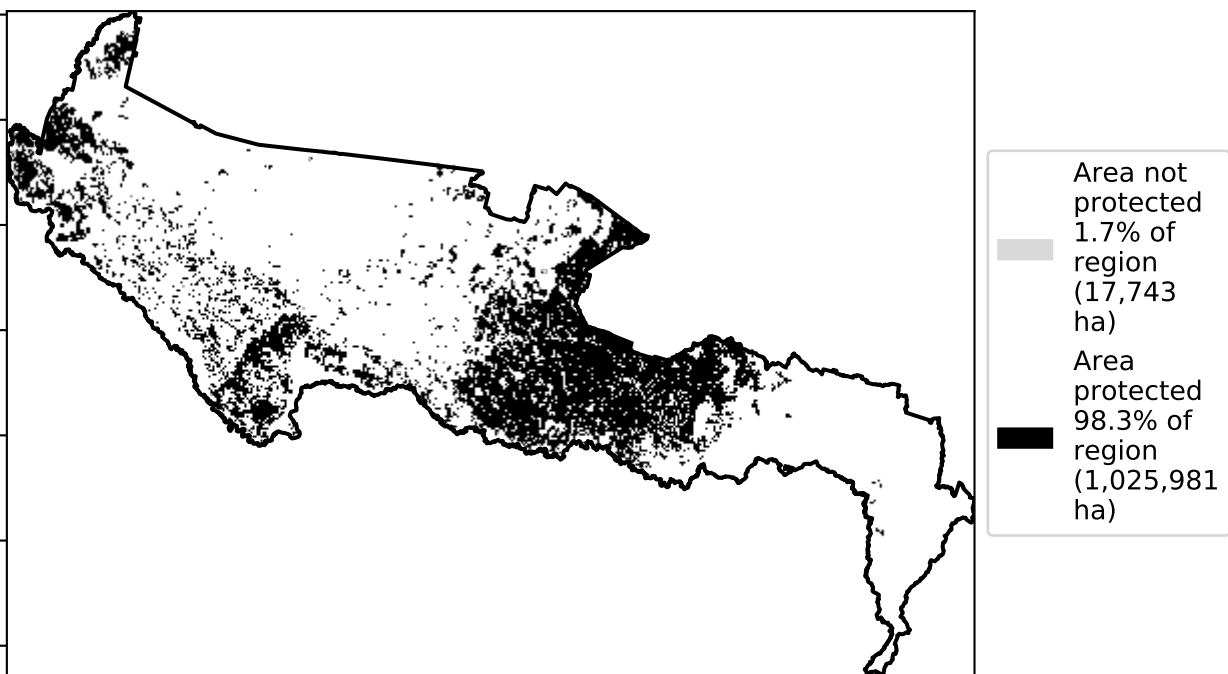 Area not
protected
1.7% of
region
(17,743
ha)
Area
protected
98.3% of
region
(1,025,981
ha)